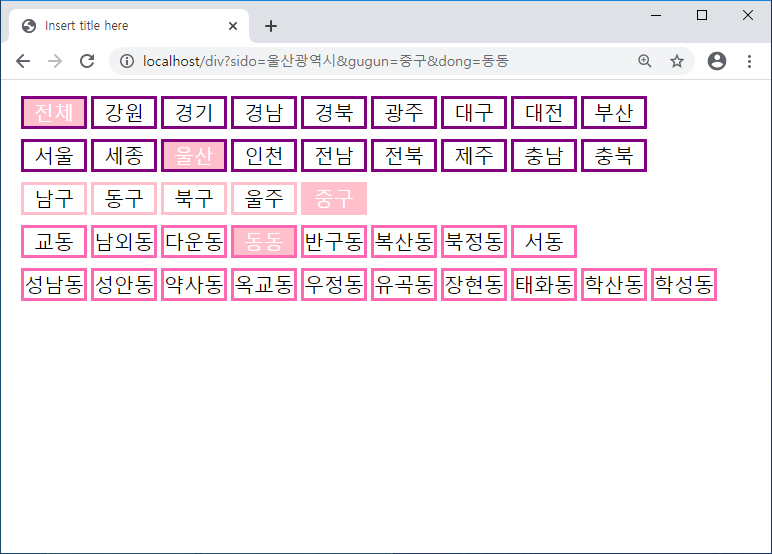 Insert title here
localhost/div?sido=울산광역시&gugun=중구&dong=동동
전체 강원 경기 경남 경북 광주 대구 대전 부산
서울 세종 울산 인천 전남 전북 제주 충남 충북
남구 동구 북구 울주 중구
교동 남외동 다운동 동동 반구동 복산동 북정동 서동
성남동 성안동 약사동 옥교동 우정동 유곡동 장현동 태화동 학산동 학성동